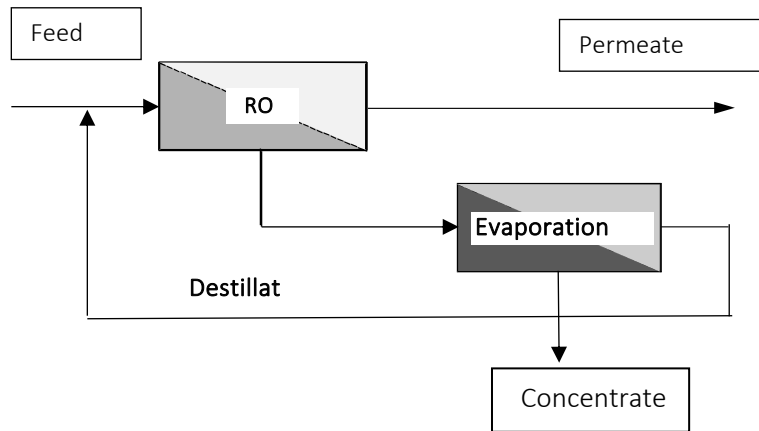 Feed
Permeate
RO
Evaporation
Destillat
Concentrate